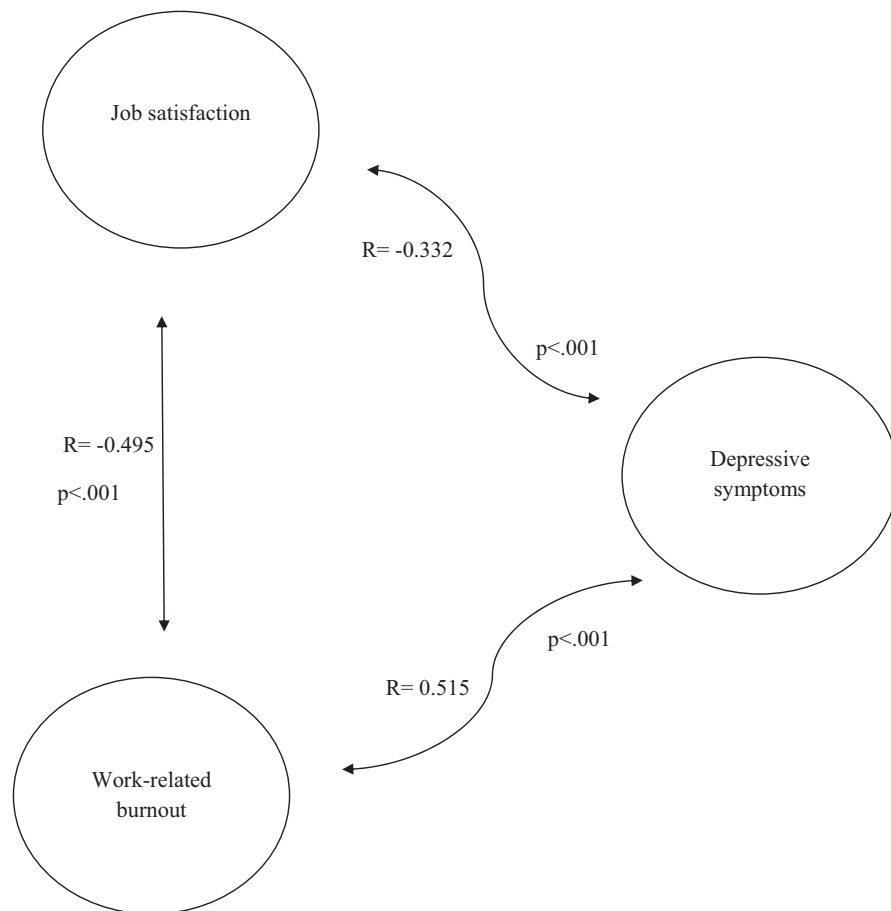 Job satisfaction
R= -0.332
p<.001
R= -0.495
p<.001
Depressive
symptoms
p<.001
R= 0.515
Work-related
burnout